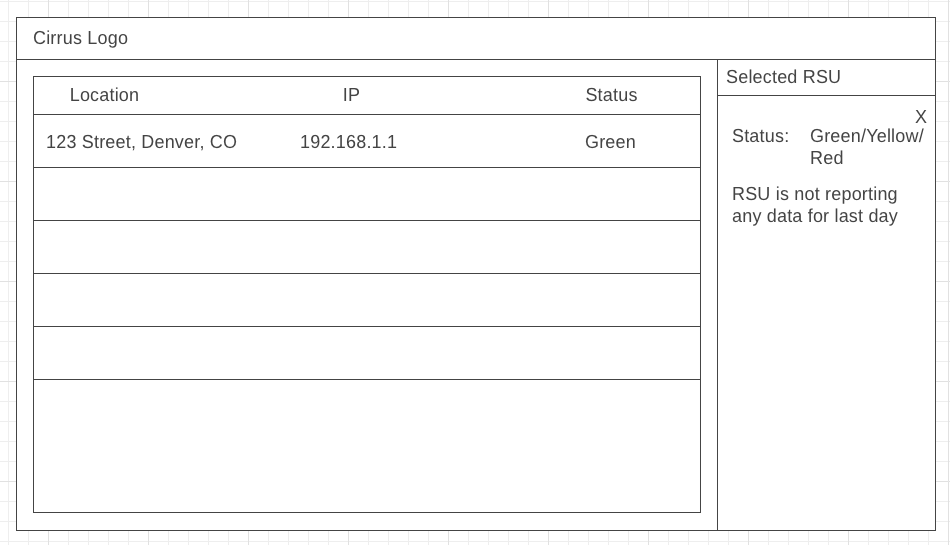 Cirrus Logo
Location IP Status
123 Street, Denver, CO 192.168.1.1 Green
Selected RSU
X
Status: Green/Yellow/
Red
RSU is not reporting
any data for last day